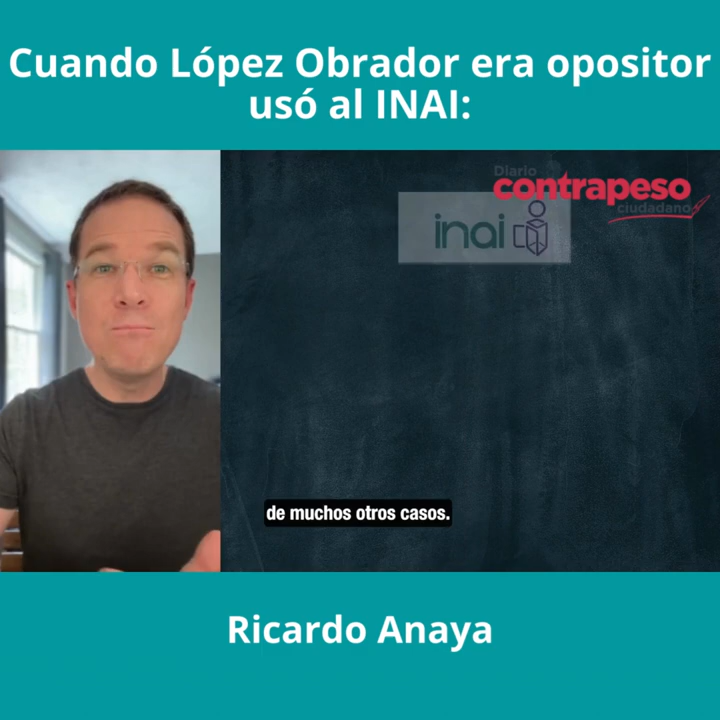 Cuando López Obrador era opositor
usó al INAI:
Diario
contrapeso
ciudadano
inai
de muchos otros casos.
Ricardo Anaya